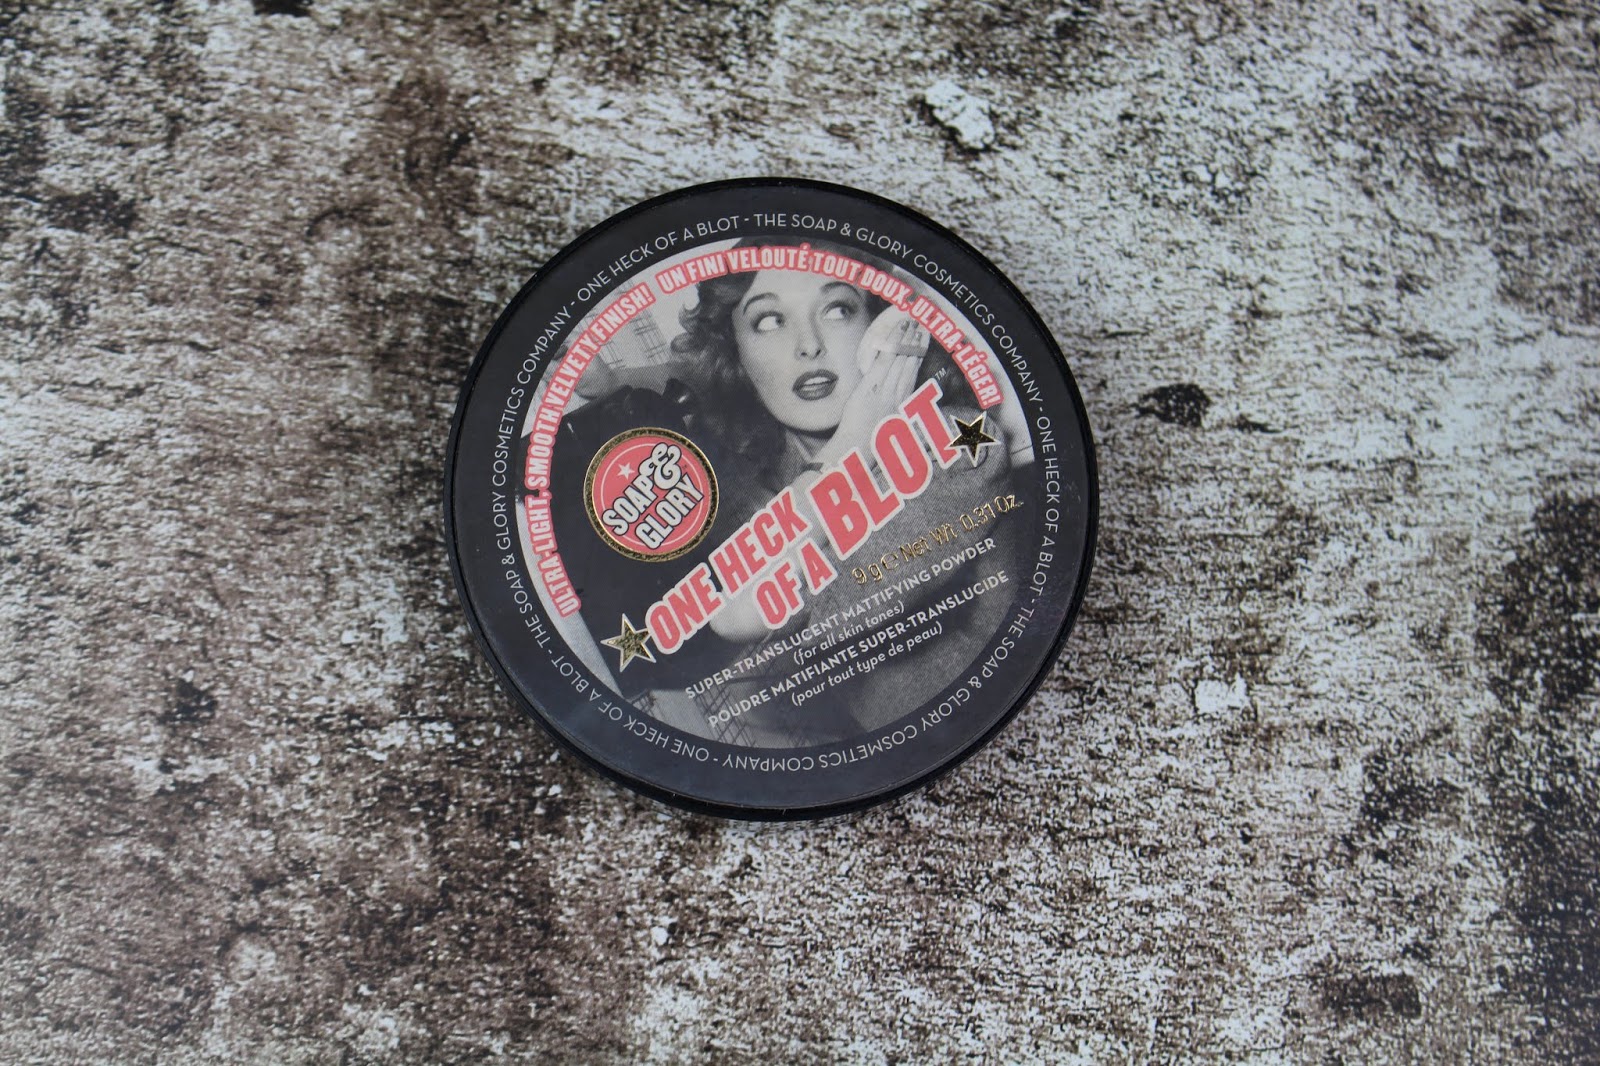 ONE HECK OF A BLOT - THE SOAP & GLORY COSMETICS COMPANY - ONE HECK OF A BLOT - THE SOAP & GLORY COSMETICS COMPANY - ONE HECK OF A BLOT - THE SOAP & GLORY COSMETICS COMPANY -
ULTRA-LIGHT, SMOOTH VELVETY FINISH! UN FINI VELOUTÉ TOUT DOUX, ULTRA-LÉGER!
SOAP &
GLORY
ONE HECK
OF A BLOT™
9 g ℮ Net Wt. 0.31 Oz.
SUPER-TRANSLUCENT MATTIFYING POWDER
(for all skin tones)
POUDRE MATIFIANTE SUPER-TRANSLUCIDE
(pour tout type de peau)